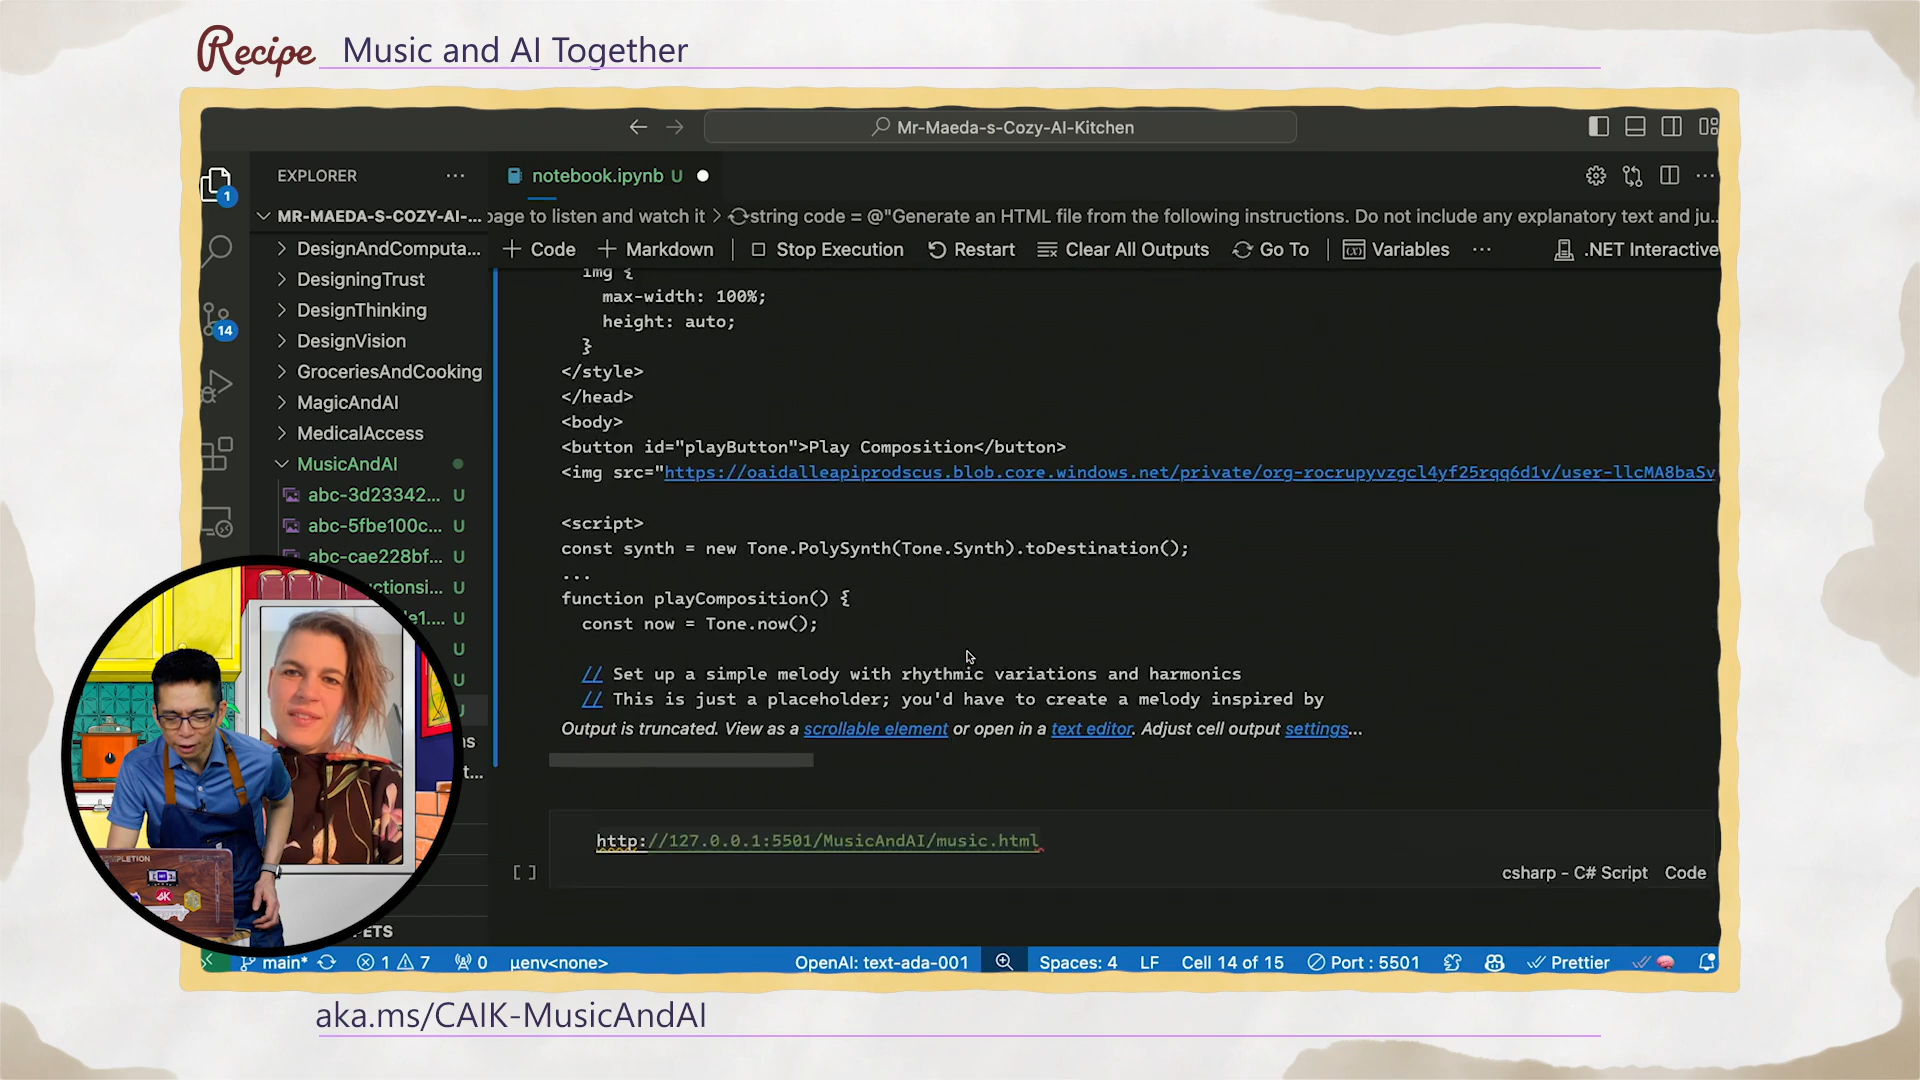 Recipe Music and AI Together
Mr-Maeda-s-Cozy-AI-Kitchen
1
EXPLORER ...
notebook.ipynb U
MR-MAEDA-S-COZY-AI-...
page to listen and watch it > string code = @"Generate an HTML file from the following instructions. Do not include any explanatory text and ju...
+ Code + Markdown Stop Execution Restart Clear All Outputs Go To Variables ... .NET Interactive
DesignAndComputa...
DesigningTrust
DesignThinking
14
DesignVision
GroceriesAndCooking
MagicAndAI
MedicalAccess
MusicAndAI
abc-3d23342... U
abc-5fbe100c... U
abc-cae228bf... U
uctionsi... U
e1.... U
U
U
ns
t...
PETS
img {
max-width: 100%;
height: auto;
}
</style>
</head>
<body>
<button id="playButton">Play Composition</button>
<img src="https://oaidalleapiprodscus.blob.core.windows.net/private/org-rocrupyvzgcl4yf25rqq6d1v/user-llcMA8baSv
<script>
const synth = new Tone.PolySynth(Tone.Synth).toDestination();
...
function playComposition() {
const now = Tone.now();
// Set up a simple melody with rhythmic variations and harmonics
// This is just a placeholder; you'd have to create a melody inspired by
Output is truncated. View as a scrollable element or open in a text editor. Adjust cell output settings...
http://127.0.0.1:5501/MusicAndAI/music.html
[ ]
csharp - C# Script Code
main* 1 7 0 µenv<none> OpenAI: text-ada-001 Spaces: 4 LF Cell 14 of 15 Port : 5501 Prettier
aka.ms/CAIK-MusicAndAI